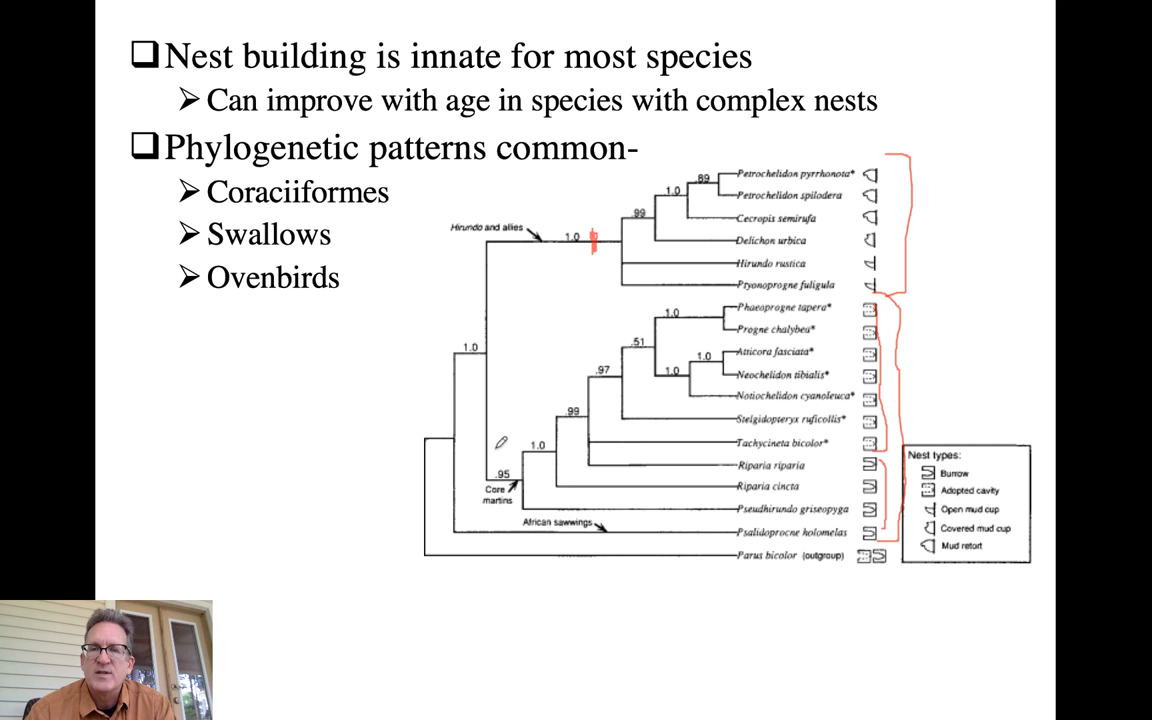 Nest building is innate for most species
Can improve with age in species with complex nests
Phylogenetic patterns common-
Coraciiformes
Swallows
Ovenbirds
Petrochelidon pyrrhonota*
.89
Petrochelidon spilodera
1.0
Cecropis semirufa
.99
Hirundo and allies
1.0
Delichon urbica
Hirundo rustica
Ptyonoprogne fuligula
Phaeoprogne tapera*
1.0
Progne chalybea*
.51
1.0
Atticora fasciata*
1.0
.97
1.0
Neochelidon tibialis*
Notiochelidon cyanoleuca*
.99
Stelgidopteryx ruficollis*
1.0
Tachycineta bicolor*
Riparia riparia
.95
Core
martins
Riparia cincta
Pseudhirundo griseopyga
African sawwings
Psalidoprocne holomelas
Parus bicolor (outgroup)
Nest types:
Burrow
Adopted cavity
Open mud cup
Covered mud cup
Mud retort